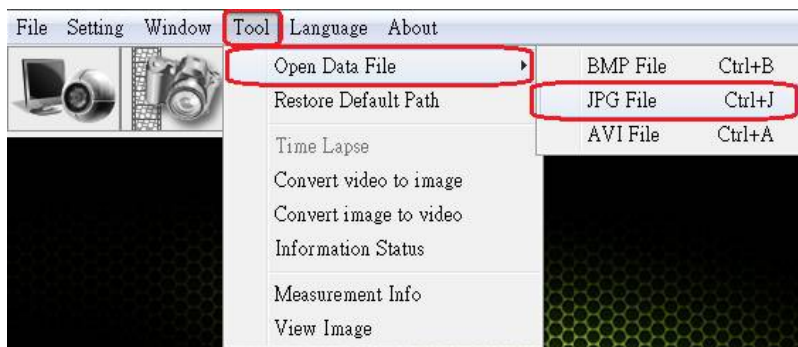 File Setting Window Tool Language About
Open Data File
Restore Default Path
Time Lapse
Convert video to image
Convert image to video
Information Status
Measurement Info
View Image
BMP File Ctrl+B
JPG File Ctrl+J
AVI File Ctrl+A